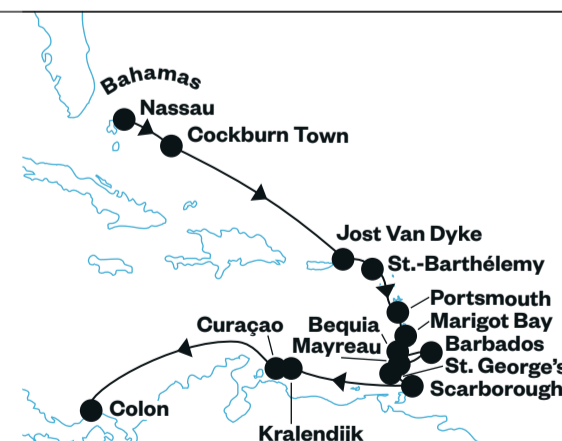 Bahamas
Nassau
Cockburn Town
Jost Van Dyke
St.-Barthélemy
Portsmouth
Marigot Bay
Curaçao
Bequia
Barbados
Mayreau
St. George's
Scarborough
Colon
Kralendijk